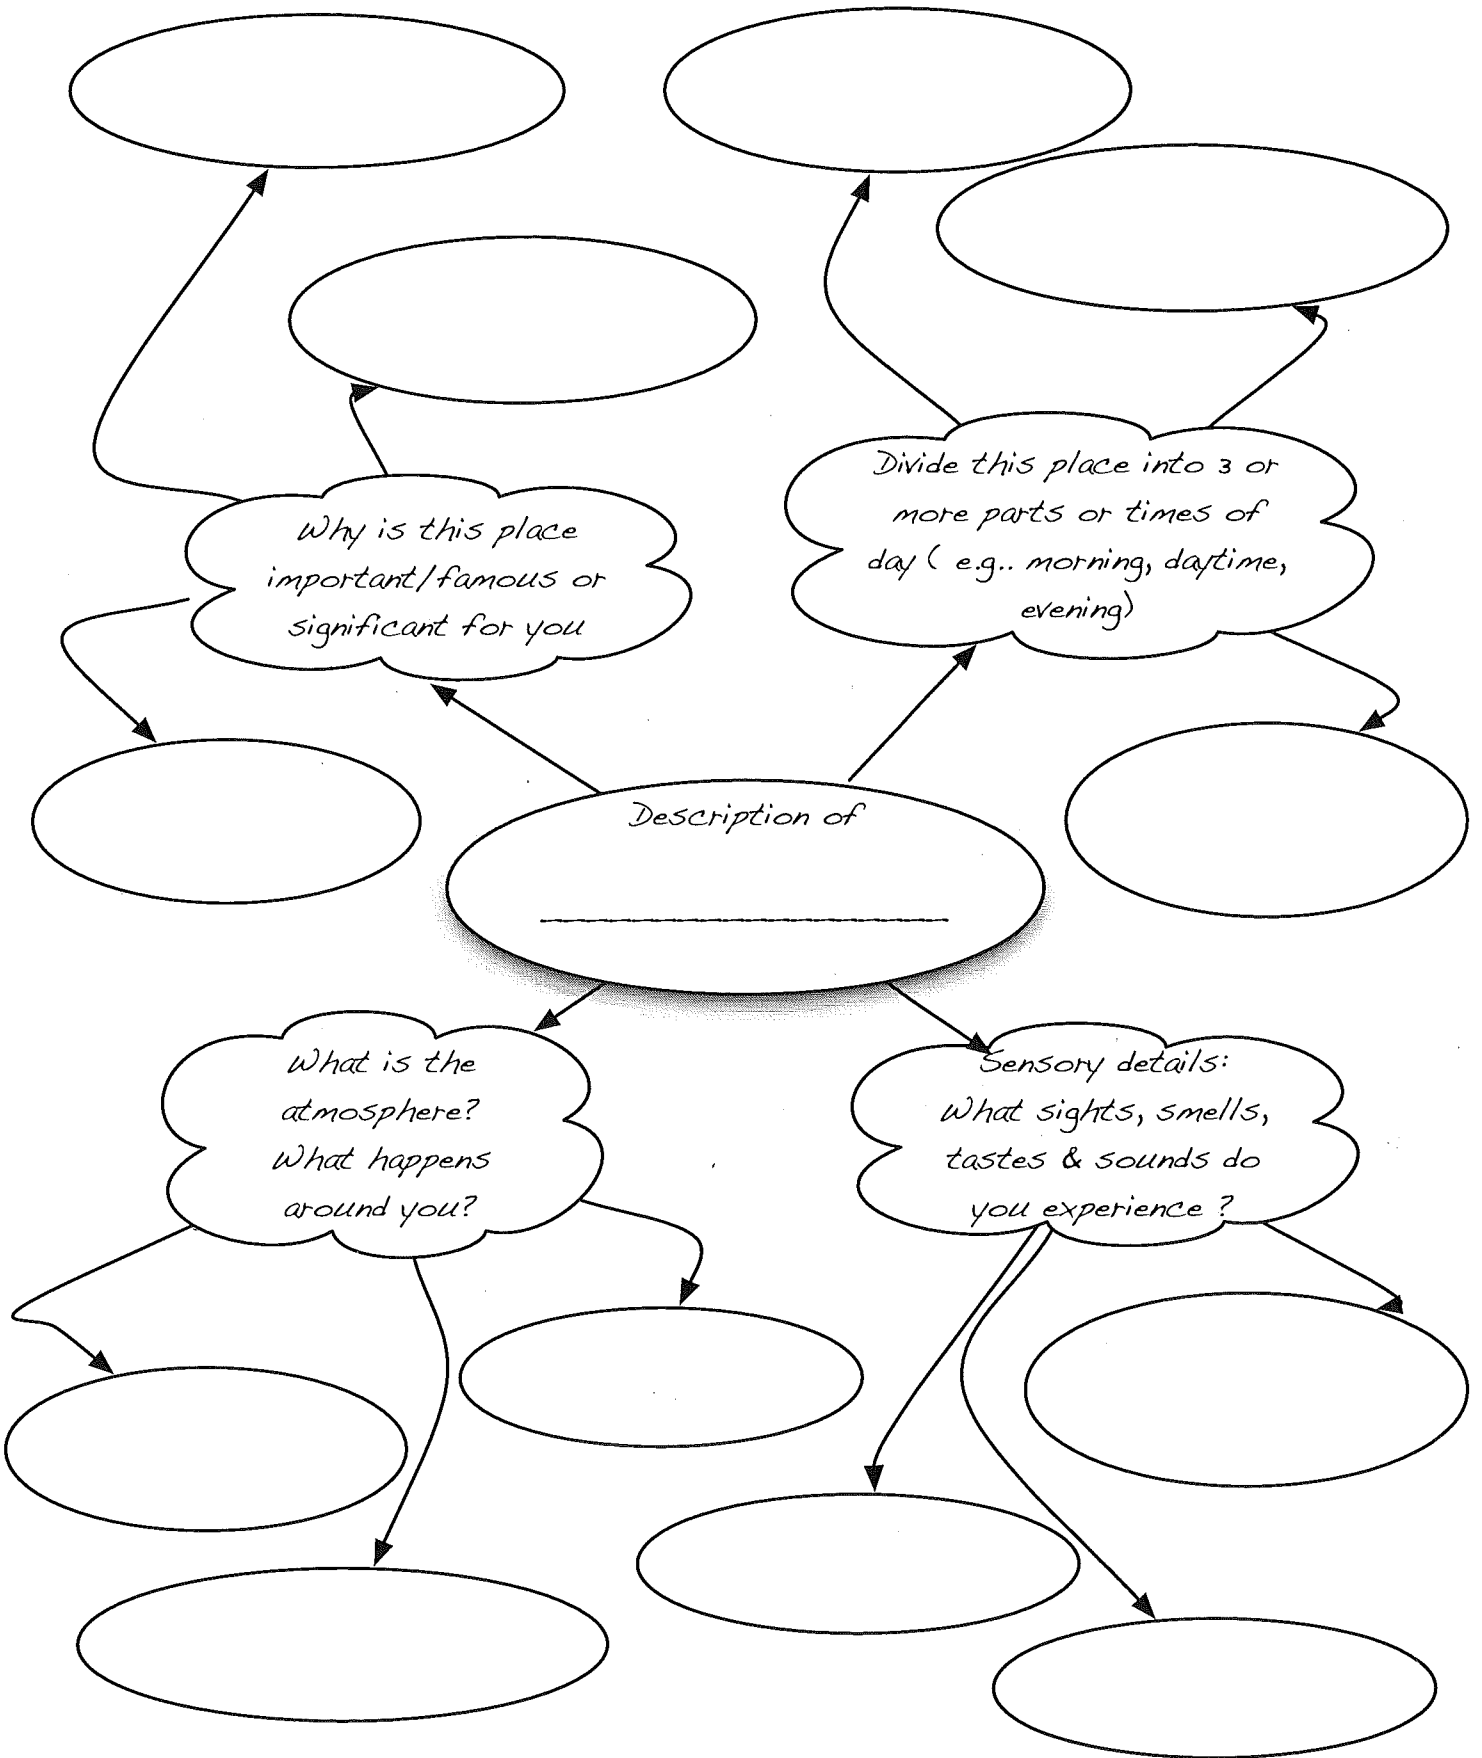 Why is this place
important/famous or
significant for you
Divide this place into 3 or
more parts or times of
day ( e.g.. morning, daytime,
evening)
Description of
What is the
atmosphere?
What happens
around you?
Sensory details:
What sights, smells,
tastes & sounds do
you experience ?